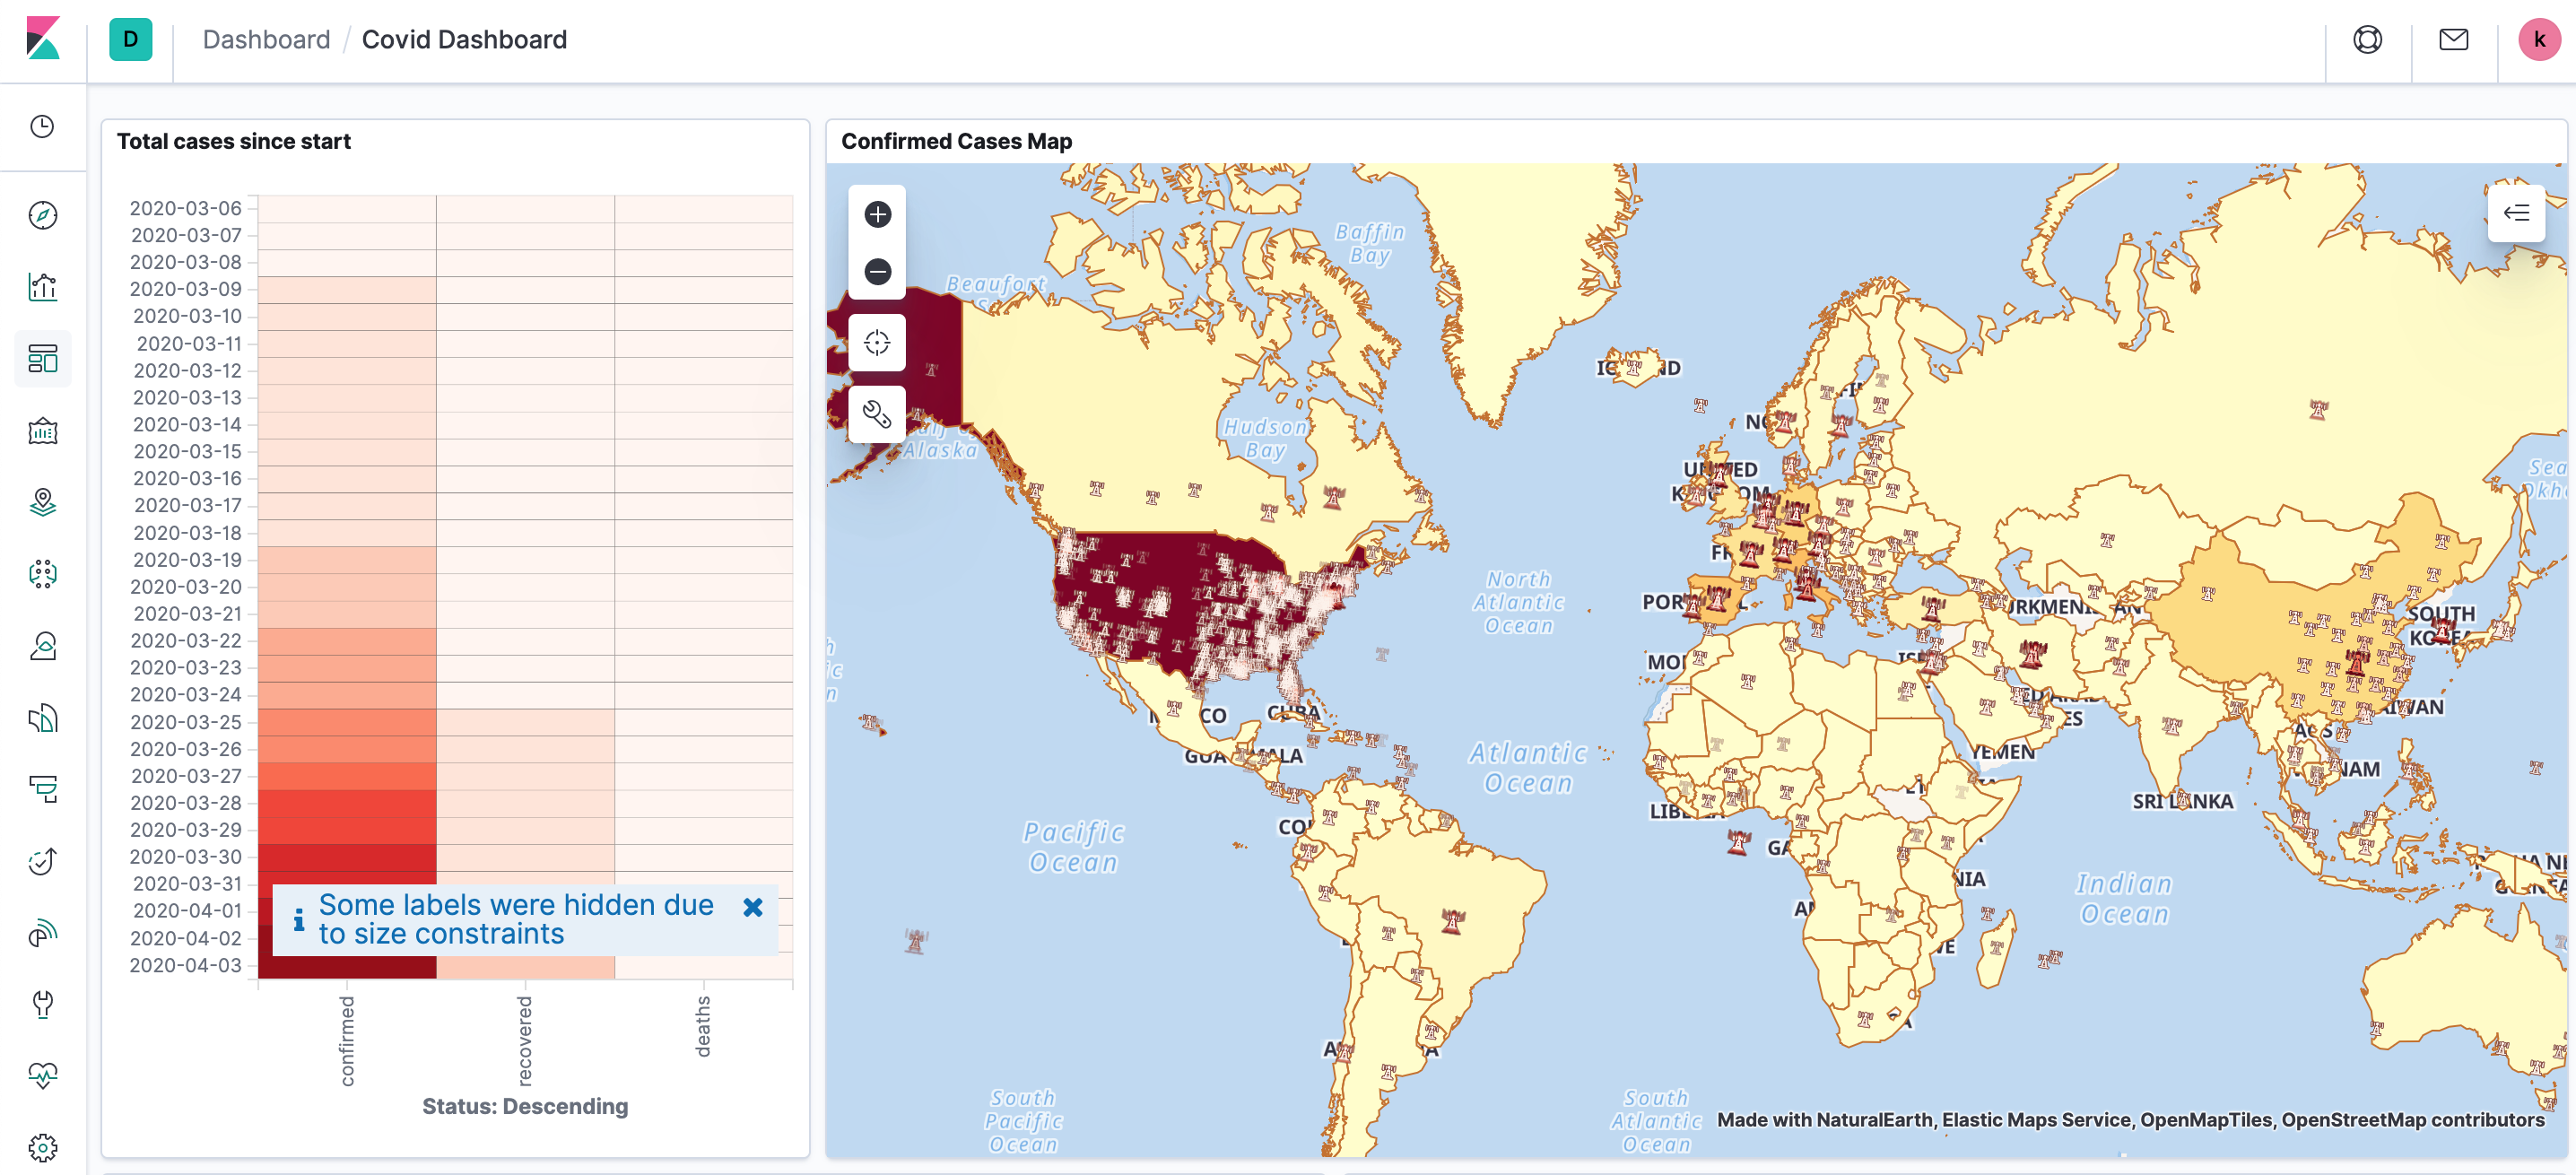 D
Dashboard / Covid Dashboard
k
Total cases since start
2020-03-06
2020-03-07
2020-03-08
2020-03-09
2020-03-10
2020-03-11
2020-03-12
2020-03-13
2020-03-14
2020-03-15
2020-03-16
2020-03-17
2020-03-18
2020-03-19
2020-03-20
2020-03-21
2020-03-22
2020-03-23
2020-03-24
2020-03-25
2020-03-26
2020-03-27
2020-03-28
2020-03-29
2020-03-30
2020-03-31
2020-04-01
2020-04-02
2020-04-03
Some labels were hidden due
to size constraints
confirmed
recovered
deaths
Status: Descending
Confirmed Cases Map
Baffin
Bay
Beaufort
Alaska
Hudson
Bay
North
Atlantic
Ocean
CUBA
Atlantic
Ocean
Pacific
Ocean
South
Pacific
Ocean
South
Atlantic
Ocean
Indian
Ocean
YEMEN
SOUTH
Sea
Made with NaturalEarth, Elastic Maps Service, OpenMapTiles, OpenStreetMap contributors